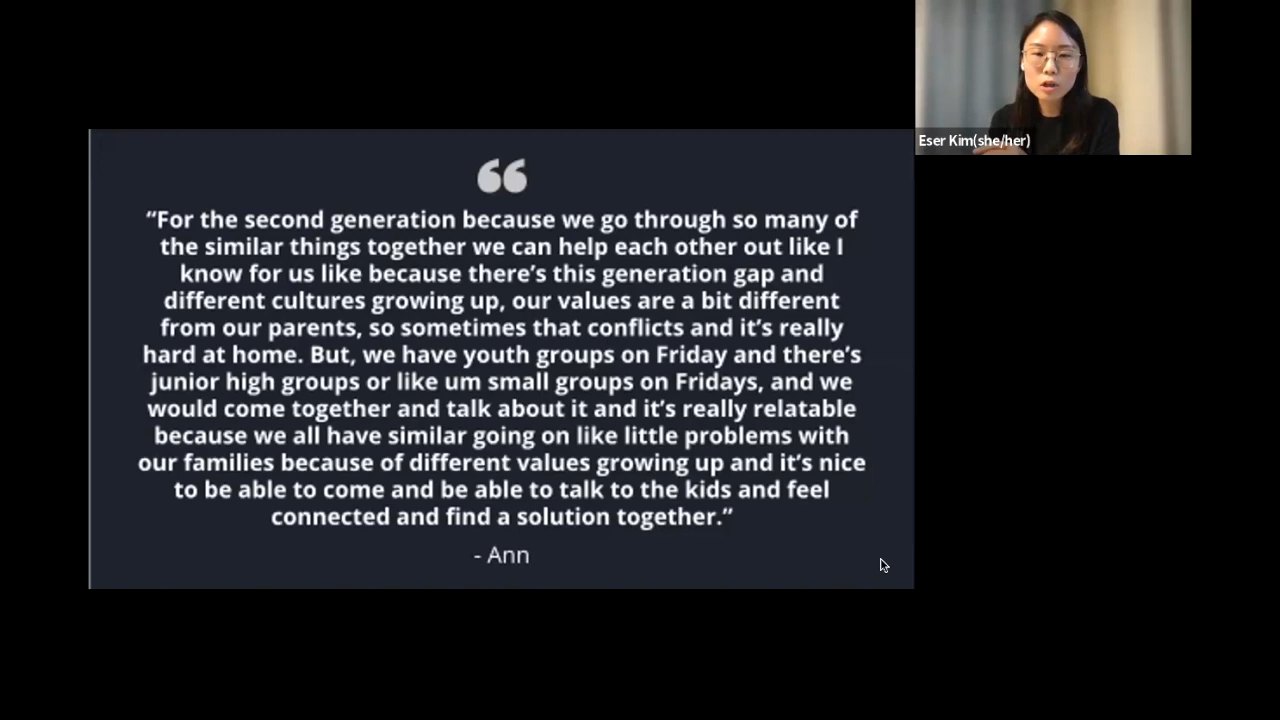 Eser Kim(she/her)
“For the second generation because we go through so many of
the similar things together we can help each other out like I
know for us like because there’s this generation gap and
different cultures growing up, our values are a bit different
from our parents, so sometimes that conflicts and it’s really
hard at home. But, we have youth groups on Friday and there’s
junior high groups or like um small groups on Fridays, and we
would come together and talk about it and it’s really relatable
because we all have similar going on like little problems with
our families because of different values growing up and it’s nice
to be able to come and be able to talk to the kids and feel
connected and find a solution together.”
- Ann